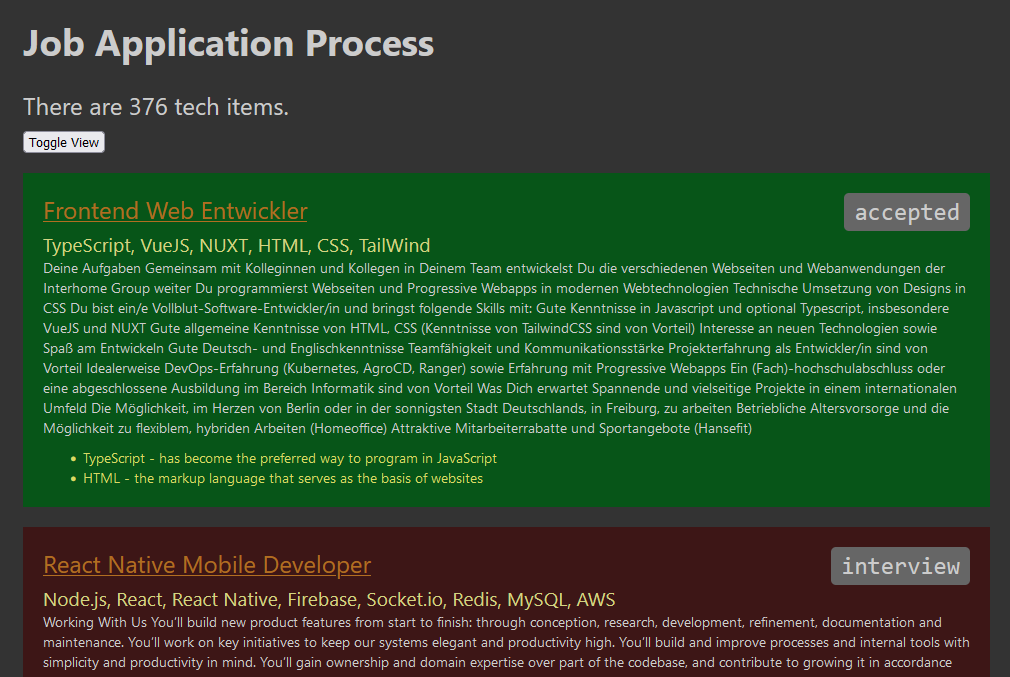 Job Application Process
There are 376 tech items.
Toggle View
Frontend Web Entwickler
accepted
TypeScript, VueJS, NUXT, HTML, CSS, TailWind
Deine Aufgaben Gemeinsam mit Kolleginnen und Kollegen in Deinem Team entwickelst Du die verschiedenen Webseiten und Webanwendungen der
Interhome Group weiter Du programmierst Webseiten und Progressive Webapps in modernen Webtechnologien Technische Umsetzung von Designs in
CSS Du bist ein/e Vollblut-Software-Entwickler/in und bringst folgende Skills mit: Gute Kenntnisse in Javascript und optional Typescript, insbesondere
VueJS und NUXT Gute allgemeine Kenntnisse von HTML, CSS (Kenntnisse von TailwindCSS sind von Vorteil) Interesse an neuen Technologien sowie
Spaß am Entwickeln Gute Deutsch- und Englischkenntnisse Teamfähigkeit und Kommunikationsstärke Projekterfahrung als Entwickler/in sind von
Vorteil Idealerweise DevOps-Erfahrung (Kubernetes, AgroCD, Ranger) sowie Erfahrung mit Progressive Webapps Ein (Fach)-hochschulabschluss oder
eine abgeschlossene Ausbildung im Bereich Informatik sind von Vorteil Was Dich erwartet Spannende und vielseitige Projekte in einem internationalen
Umfeld Die Möglichkeit, im Herzen von Berlin oder in der sonnigsten Stadt Deutschlands, in Freiburg, zu arbeiten Betriebliche Altersvorsorge und die
Möglichkeit zu flexiblem, hybriden Arbeiten (Homeoffice) Attraktive Mitarbeiterrabatte und Sportangebote (Hansefit)
• TypeScript - has become the preferred way to program in JavaScript
• HTML - the markup language that serves as the basis of websites
React Native Mobile Developer
interview
Node.js, React, React Native, Firebase, Socket.io, Redis, MySQL, AWS
Working With Us You’ll build new product features from start to finish: through conception, research, development, refinement, documentation and
maintenance. You’ll work on key initiatives to keep our systems elegant and productivity high. You’ll build and improve processes and internal tools with
simplicity and productivity in mind. You’ll gain ownership and domain expertise over part of the codebase, and contribute to growing it in accordance